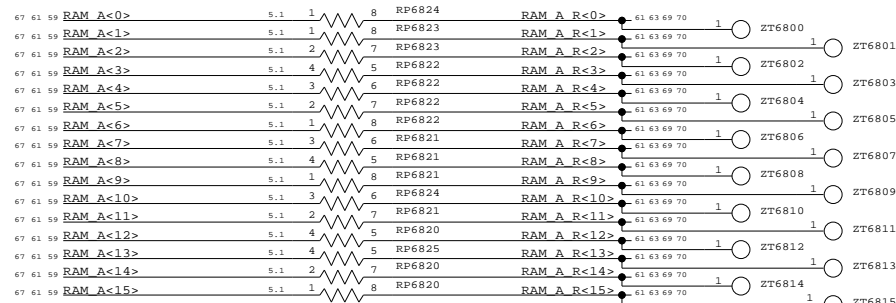 67 61 59 RAM_A<0> 5.1 1 8 RP6824 RAM_A_R<0> 61 63 69 70 1 ZT6800
67 61 59 RAM_A<1> 5.1 1 8 RP6823 RAM_A_R<1> 61 63 69 70 1 ZT6801
67 61 59 RAM_A<2> 5.1 2 7 RP6823 RAM_A_R<2> 61 63 69 70 1 ZT6802
67 61 59 RAM_A<3> 5.1 4 5 RP6822 RAM_A_R<3> 61 63 69 70 1 ZT6803
67 61 59 RAM_A<4> 5.1 3 6 RP6822 RAM_A_R<4> 61 63 69 70 1 ZT6804
67 61 59 RAM_A<5> 5.1 2 7 RP6822 RAM_A_R<5> 61 63 69 70 1 ZT6805
67 61 59 RAM_A<6> 5.1 1 8 RP6822 RAM_A_R<6> 61 63 69 70 1 ZT6806
67 61 59 RAM_A<7> 5.1 3 6 RP6821 RAM_A_R<7> 61 63 69 70 1 ZT6807
67 61 59 RAM_A<8> 5.1 4 5 RP6821 RAM_A_R<8> 61 63 69 70 1 ZT6808
67 61 59 RAM_A<9> 5.1 1 8 RP6821 RAM_A_R<9> 61 63 69 70 1 ZT6809
67 61 59 RAM_A<10> 5.1 3 6 RP6824 RAM_A_R<10> 61 63 69 70 1 ZT6810
67 61 59 RAM_A<11> 5.1 2 7 RP6821 RAM_A_R<11> 61 63 69 70 1 ZT6811
67 61 59 RAM_A<12> 5.1 4 5 RP6820 RAM_A_R<12> 61 63 69 70 1 ZT6812
67 61 59 RAM_A<13> 5.1 4 5 RP6825 RAM_A_R<13> 61 63 69 70 1 ZT6813
67 61 59 RAM_A<14> 5.1 2 7 RP6820 RAM_A_R<14> 61 63 69 70 1 ZT6814
67 61 59 RAM_A<15> 5.1 1 8 RP6820 RAM_A_R<15> 61 63 69 70 1 ZT6815